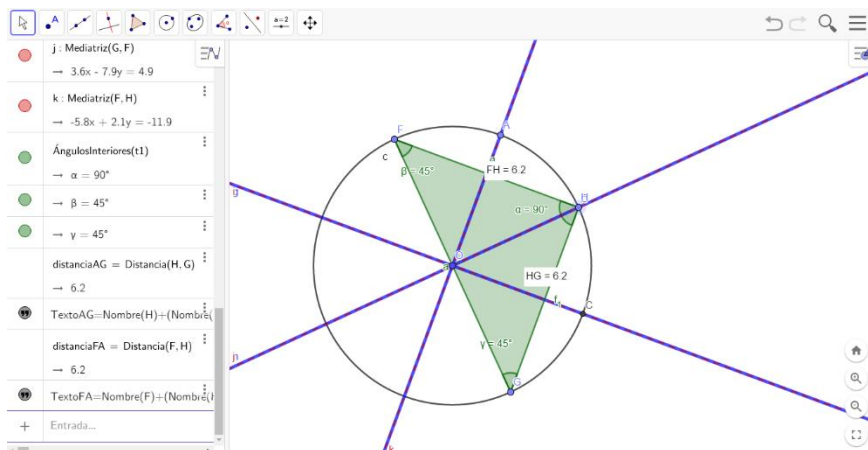 a=2
j : Mediatriz(G, F)
→ 3.6x - 7.9y = 4.9
k : Mediatriz(F, H)
→ -5.8x + 2.1y = -11.9
ÁngulosInteriores(t1)
→ α = 90°
→ β = 45°
→ γ = 45°
distanciaAG = Distancia(H, G)
→ 6.2
TextoAG=Nombre(H)+(Nombre(
distanciaFA = Distancia(F, H)
→ 6.2
TextoFA=Nombre(F)+(Nombre(
Entrada...
F
A
c
β = 45°
FH = 6.2
α = 90°
g
HG = 6.2
C
γ = 45°
G